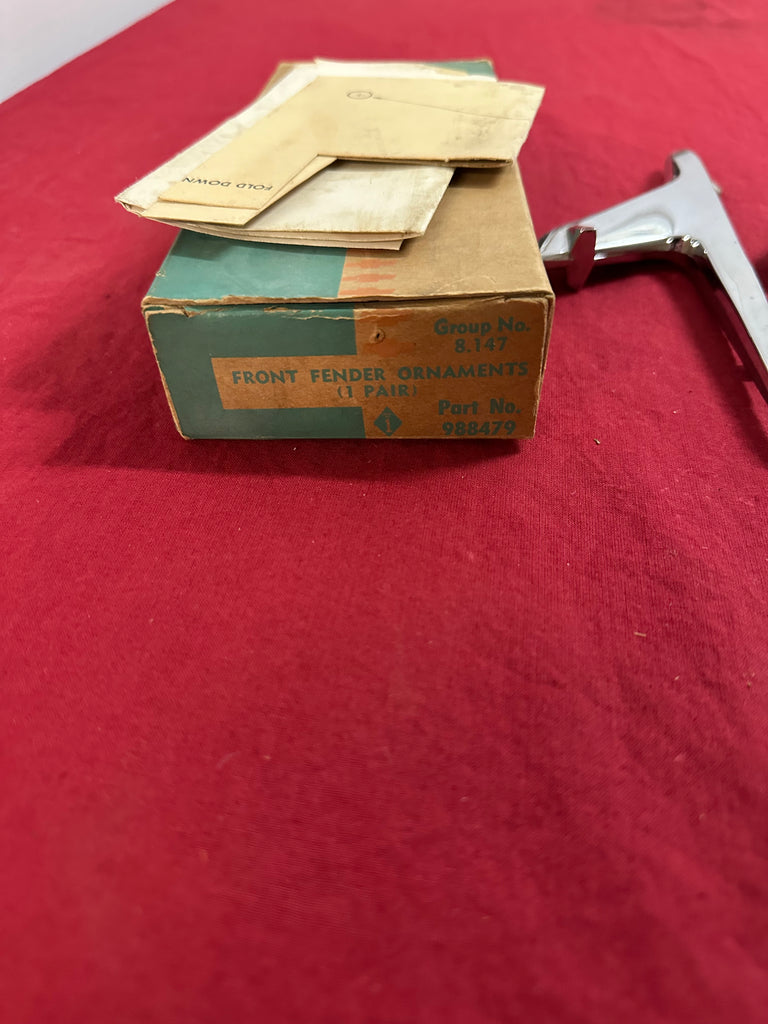 FOLD DOWN
Group No.
8.147
FRONT FENDER ORNAMENTS
(1 PAIR)
1
Part No.
988479